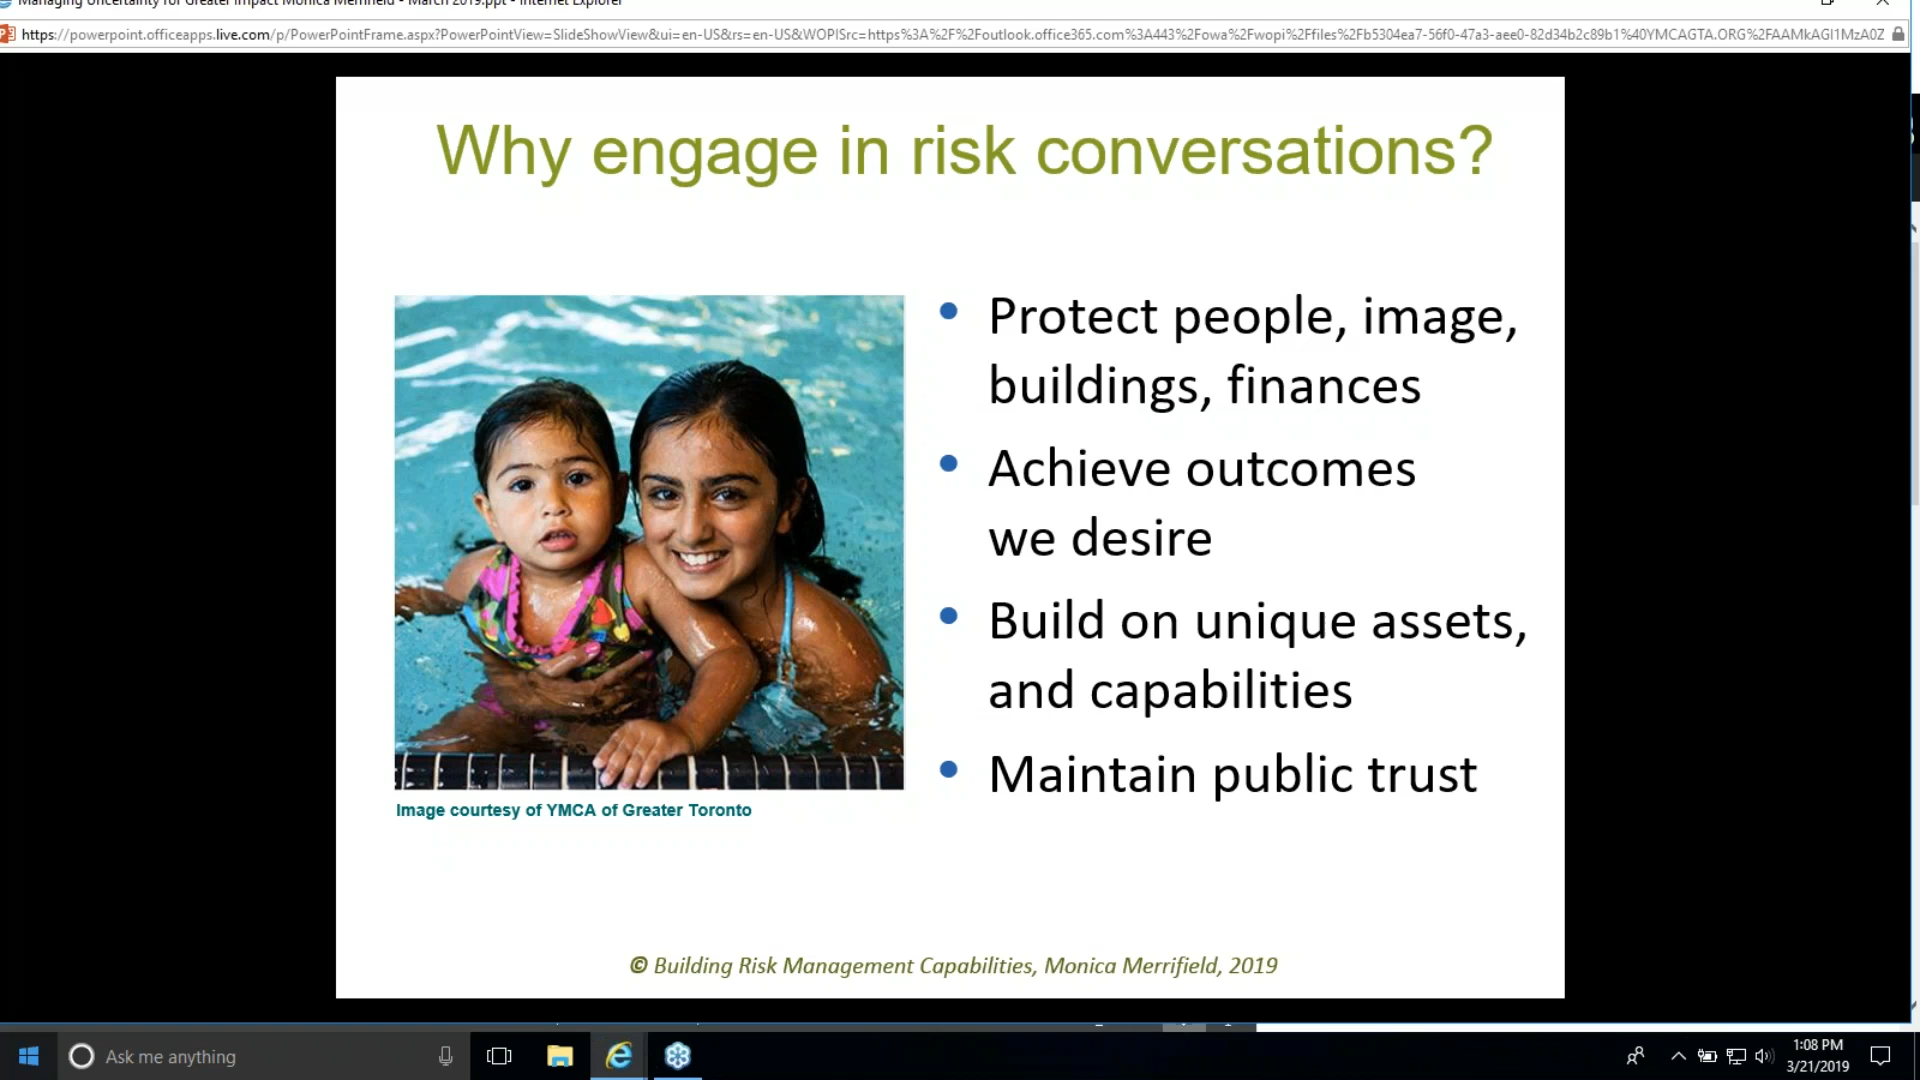 Managing Uncertainty for Greater Impact Monica Merrifield - March 2019.ppt - Internet Explorer
https://powerpoint.officeapps.live.com/p/PowerPointFrame.aspx?PowerPointView=SlideShowView&ui=en-US&rs=en-US&WOPISrc=https%3A%2F%2Foutlook.office365.com%3A443%2Fowa%2Fwopi%2Ffiles%2Fb5304ea7-56f0-47a3-aee0-82d34b2c89b1%40YMCAGTA.ORG%2FAAMkAGI1MzA0Z
Why engage in risk conversations?
• Protect people, image,
buildings, finances
• Achieve outcomes
we desire
• Build on unique assets,
and capabilities
• Maintain public trust
Image courtesy of YMCA of Greater Toronto
© Building Risk Management Capabilities, Monica Merrifield, 2019
Ask me anything
1:08 PM
3/21/2019